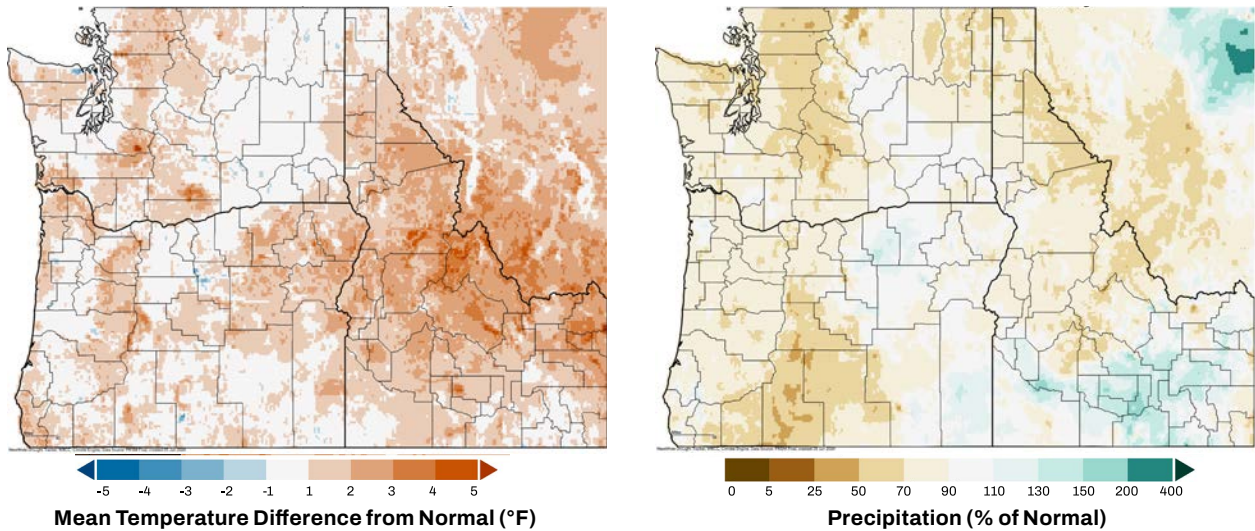 -5 -4 -3 -2 -1 1 2 3 4 5
Mean Temperature Difference from Normal (°F)
0 5 25 50 70 90 110 130 150 200 400
Precipitation (% of Normal)